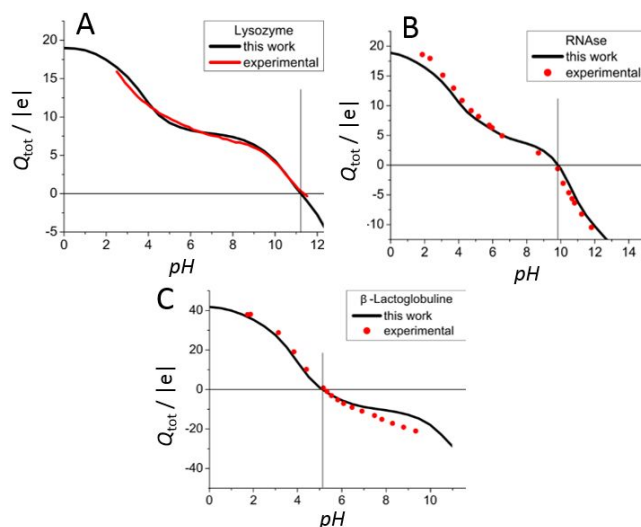 A
Lysozyme
this work
experimental
Q_tot / |e|
25
20
15
10
5
0
-5
0 2 4 6 8 10 12
pH
B
RNAse
this work
experimental
Q_tot / |e|
20
15
10
5
0
-5
-10
0 2 4 6 8 10 12 14
pH
C
β-Lactoglobuline
this work
experimental
Q_tot / |e|
40
20
0
-20
-40
0 2 4 6 8 10
pH